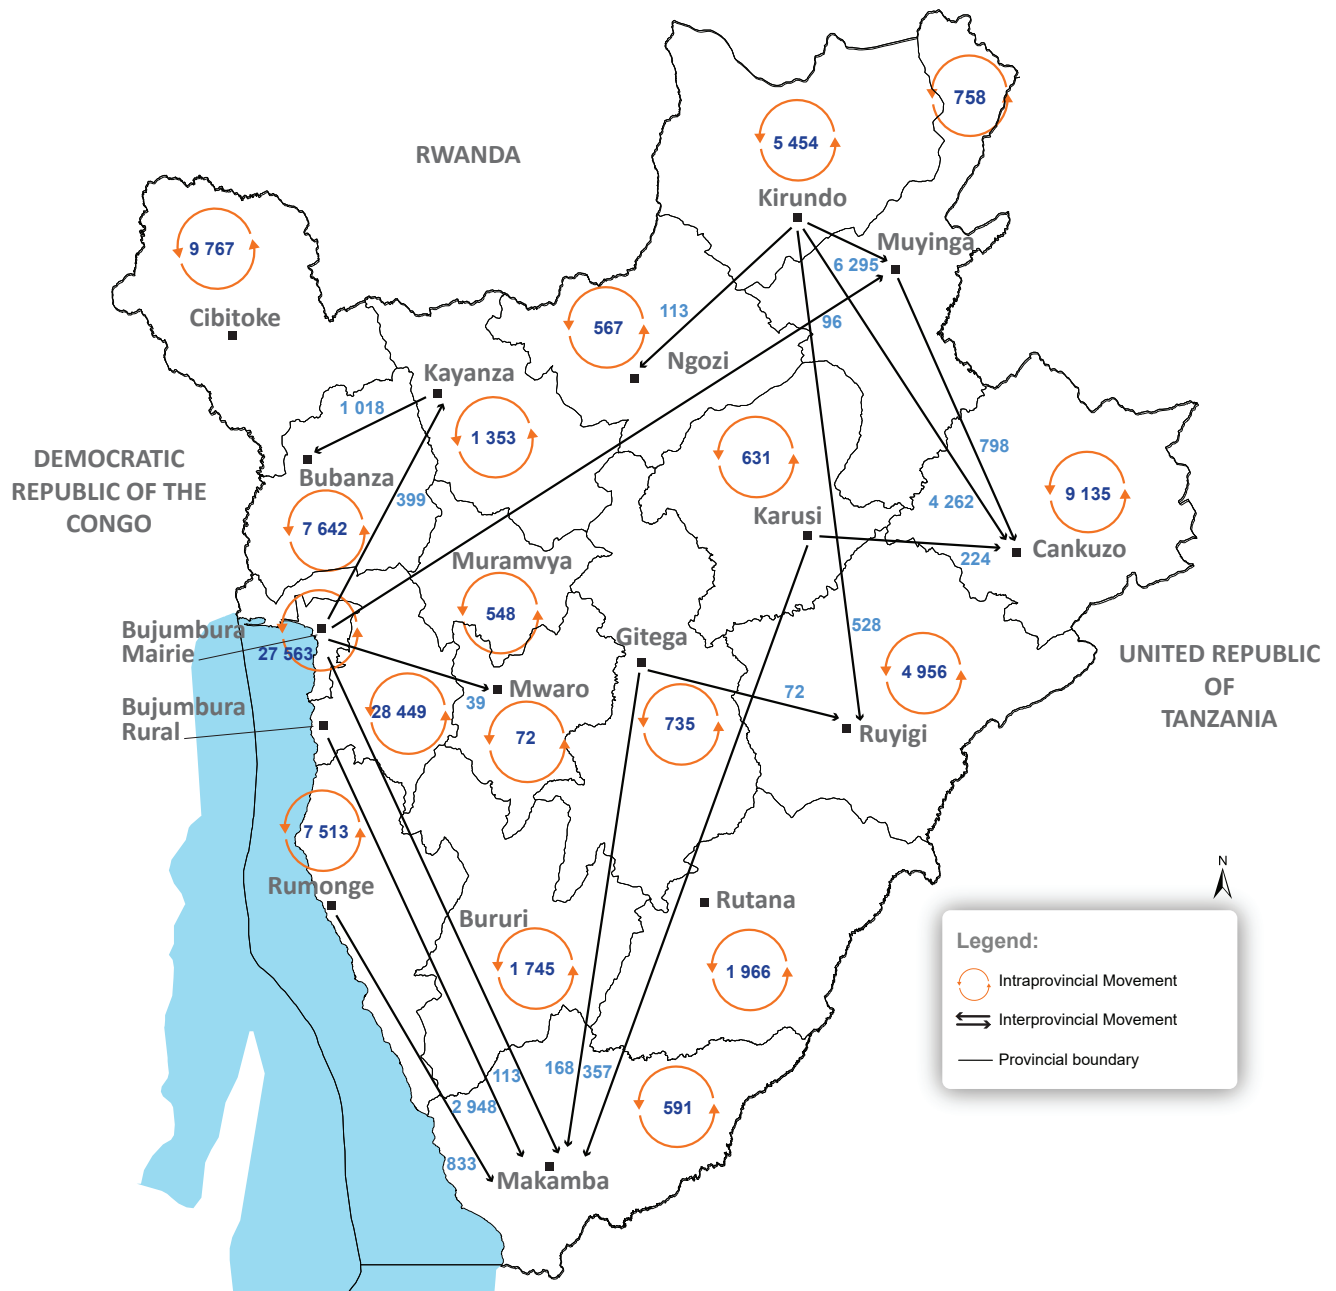 758
5 454
RWANDA
Kirundo
9 767
Muyinga
6 295
Cibitoke
113
96
567
Ngozi
Kayanza
1 018
1 353
798
DEMOCRATIC
REPUBLIC OF THE
CONGO
631
Bubanza
399
9 135
4 262
7 642
Karusi
Cankuzo
224
Muramvya
548
Bujumbura
Mairie
27 563
Gitega
528
UNITED REPUBLIC
OF
TANZANIA
4 956
Mwaro
39
72
Bujumbura
Rural
28 449
72
735
Ruyigi
7 513
Rumonge
Rutana
Bururi
1 745
1 966
N
Legend:
Intraprovincial Movement
Interprovincial Movement
Provincial boundary
113
168
357
2 948
591
833
Makamba